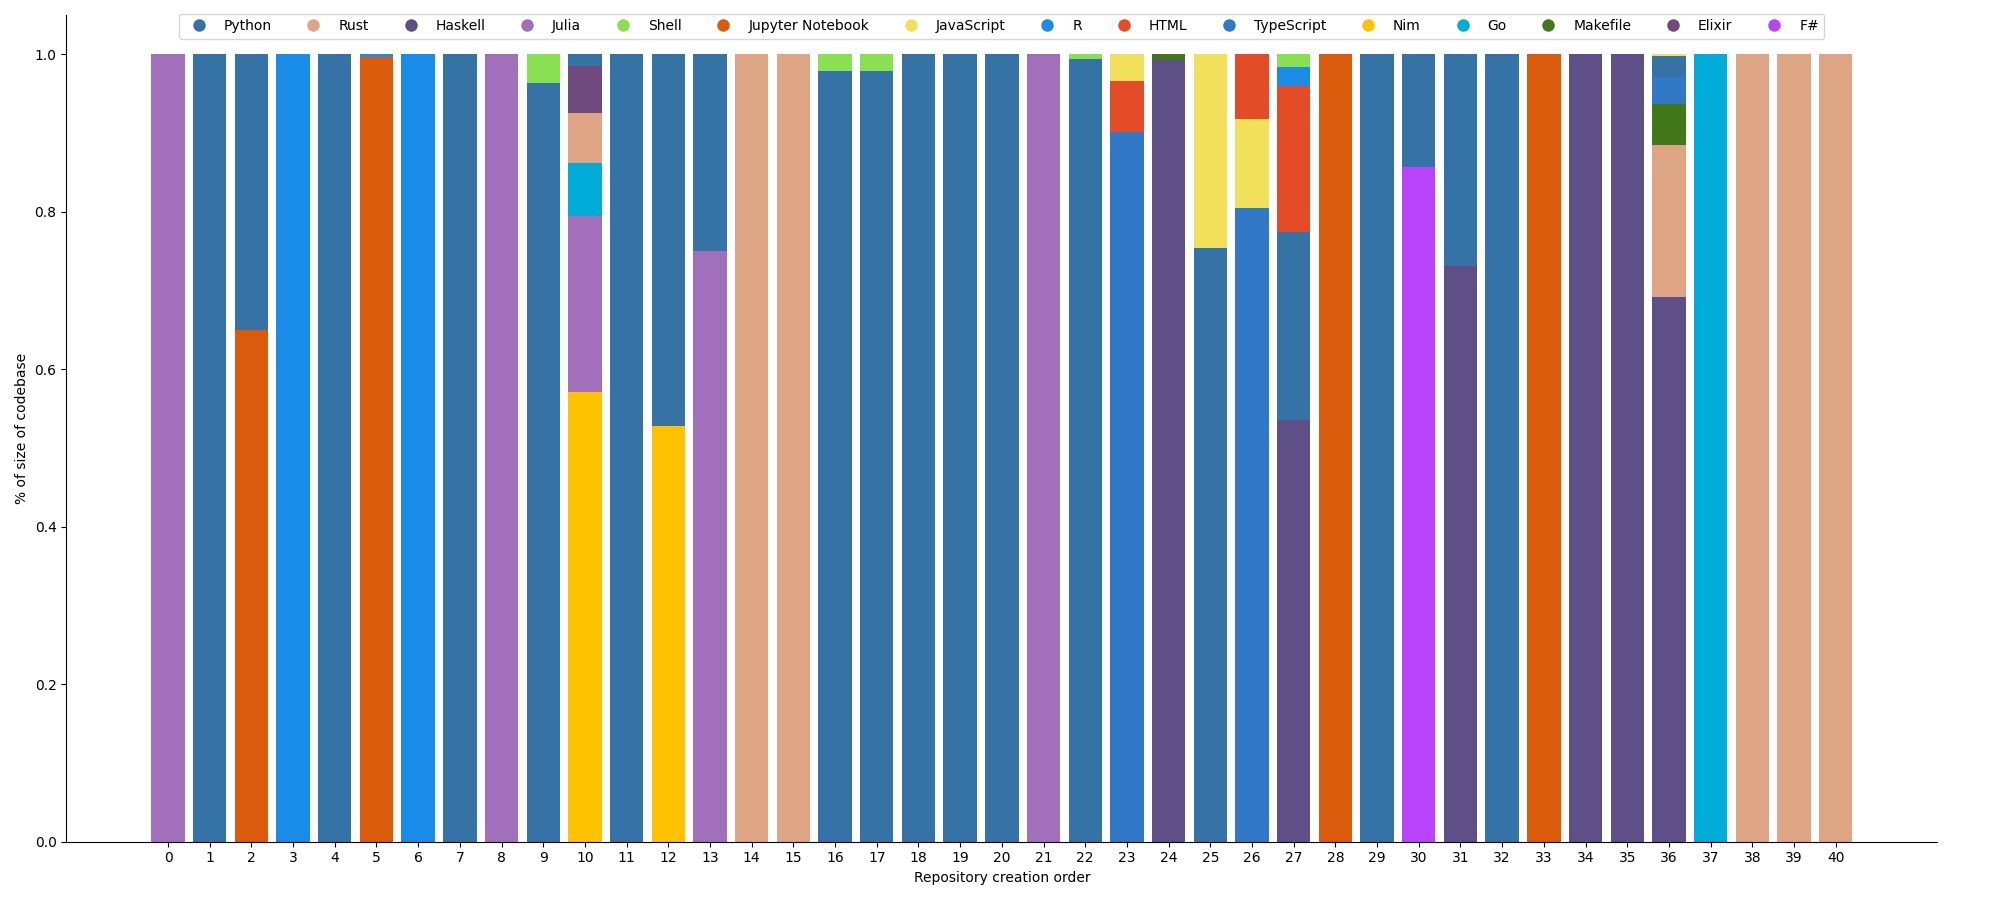 Python Rust Haskell Julia Shell Jupyter Notebook JavaScript R HTML TypeScript Nim Go Makefile Elixir F#
1.0
0.8
0.6
0.4
0.2
0.0
% of size of codebase
0 1 2 3 4 5 6 7 8 9 10 11 12 13 14 15 16 17 18 19 20 21 22 23 24 25 26 27 28 29 30 31 32 33 34 35 36 37 38 39 40
Repository creation order